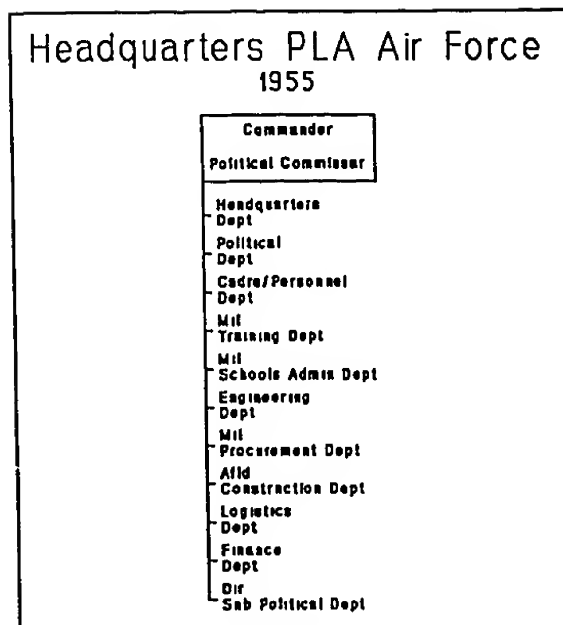 Headquarters PLA Air Force
1955
Commander
Political Commissar
Headquarters
Dept
Political
Dept
Cadre/Personnel
Dept
Mil
Training Dept
Mil
Schools Admin Dept
Engineering
Dept
Mil
Procurement Dept
Afld
Construction Dept
Logistics
Dept
Finance
Dept
Dir
Sub Political Dept